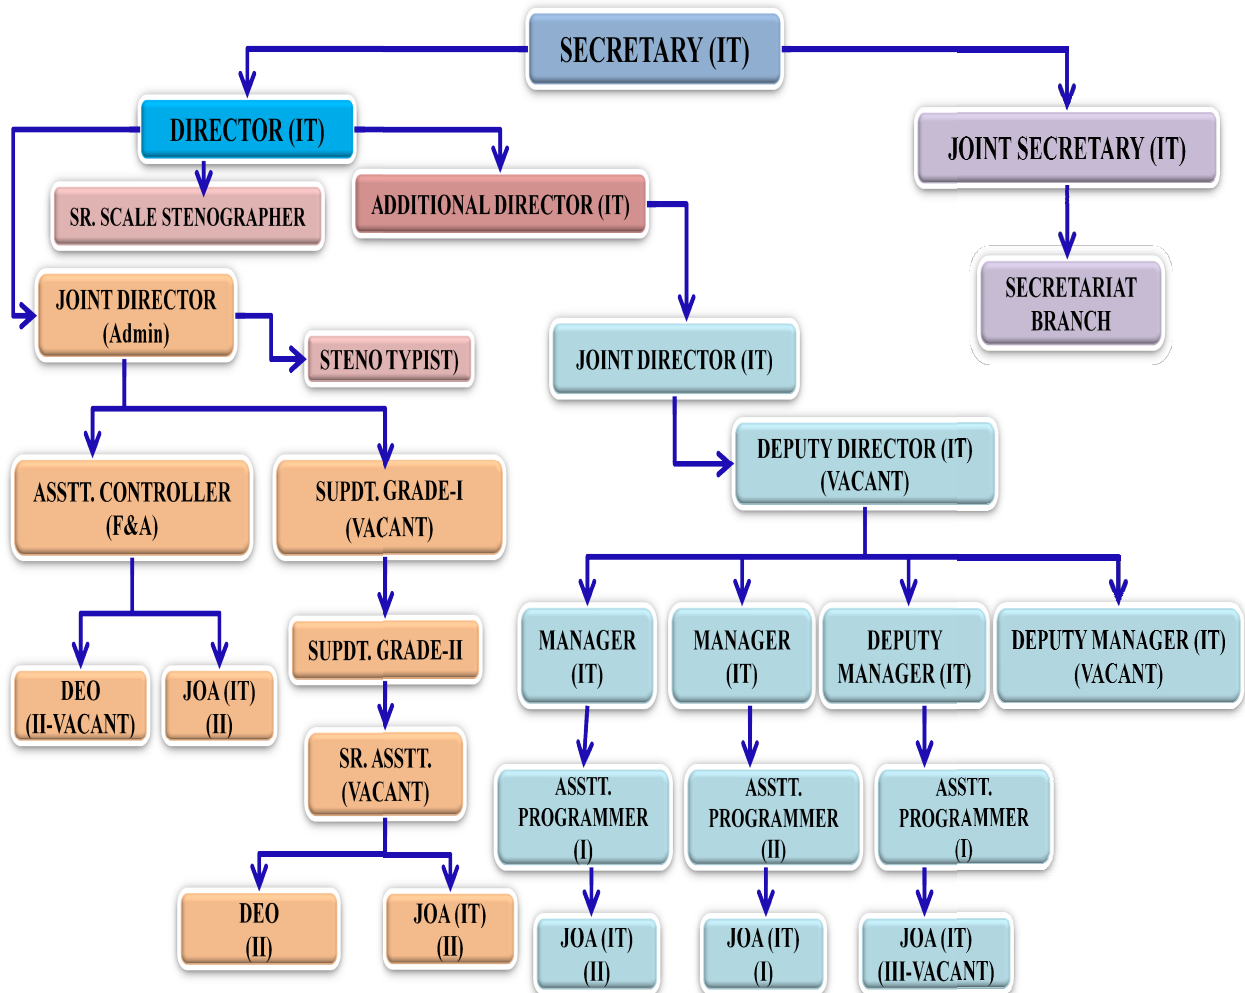 SECRETARY (IT)
DIRECTOR (IT)
JOINT SECRETARY (IT)
SR. SCALE STENOGRAPHER
ADDITIONAL DIRECTOR (IT)
JOINT DIRECTOR
(Admin)
SECRETARIAT
BRANCH
STENO TYPIST)
JOINT DIRECTOR (IT)
DEPUTY DIRECTOR (IT)
(VACANT)
ASSTT. CONTROLLER
(F&A)
SUPDT. GRADE-I
(VACANT)
SUPDT. GRADE-II
MANAGER
(IT)
MANAGER
(IT)
DEPUTY
MANAGER (IT)
DEPUTY MANAGER (IT)
(VACANT)
DEO
(II-VACANT)
JOA (IT)
(II)
SR. ASSTT.
(VACANT)
ASSTT.
PROGRAMMER
(I)
ASSTT.
PROGRAMMER
(II)
ASSTT.
PROGRAMMER
(I)
DEO
(II)
JOA (IT)
(II)
JOA (IT)
(II)
JOA (IT)
(I)
JOA (IT)
(III-VACANT)